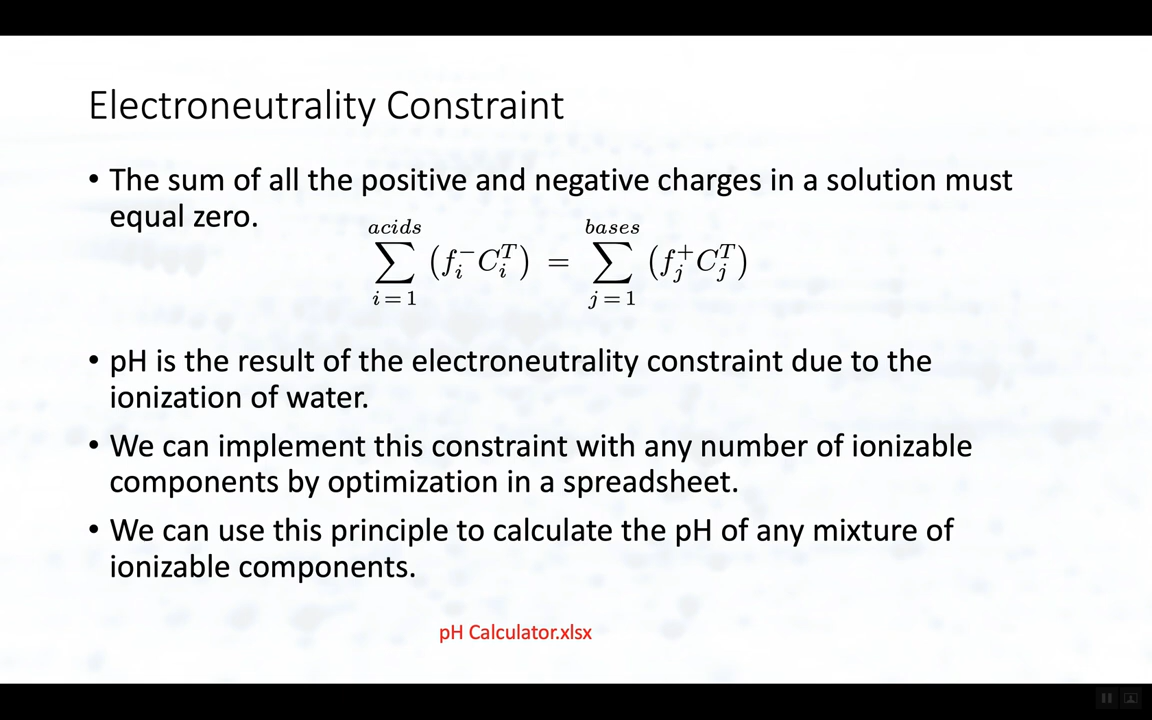 Electroneutrality Constraint
• The sum of all the positive and negative charges in a solution must
equal zero.
\sum_{i=1}^{acids} (f_i^- C_i^T) = \sum_{j=1}^{bases} (f_j^+ C_j^T)
• pH is the result of the electroneutrality constraint due to the
ionization of water.
• We can implement this constraint with any number of ionizable
components by optimization in a spreadsheet.
• We can use this principle to calculate the pH of any mixture of
ionizable components.
pH Calculator.xlsx